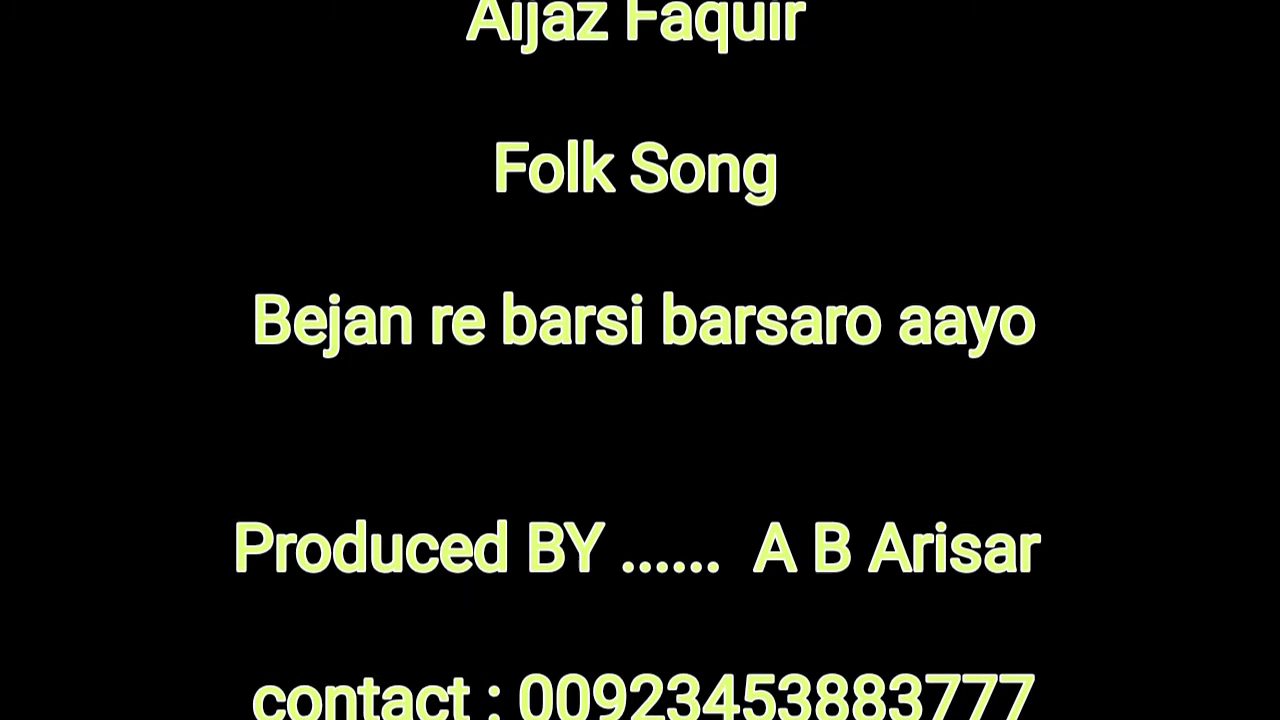 Aijaz Faquir
Folk Song
Bejan re barsi barsaro aayo
Produced BY ...... A B Arisar
contact : 00923453883777